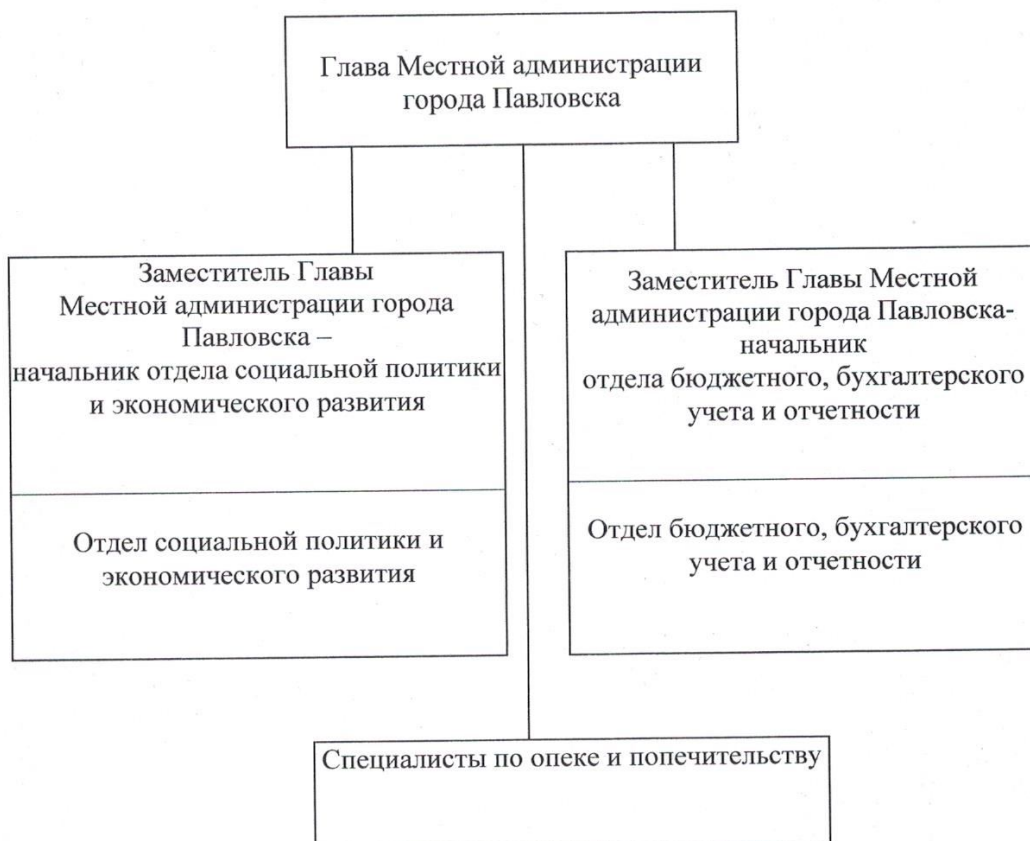 Глава Местной администрации
города Павловска
Заместитель Главы
Местной администрации города
Павловска –
начальник отдела социальной политики
и экономического развития
Отдел социальной политики и
экономического развития
Заместитель Главы Местной
администрации города Павловска-
начальник
отдела бюджетного, бухгалтерского
учета и отчетности
Отдел бюджетного, бухгалтерского
учета и отчетности
Специалисты по опеке и попечительству